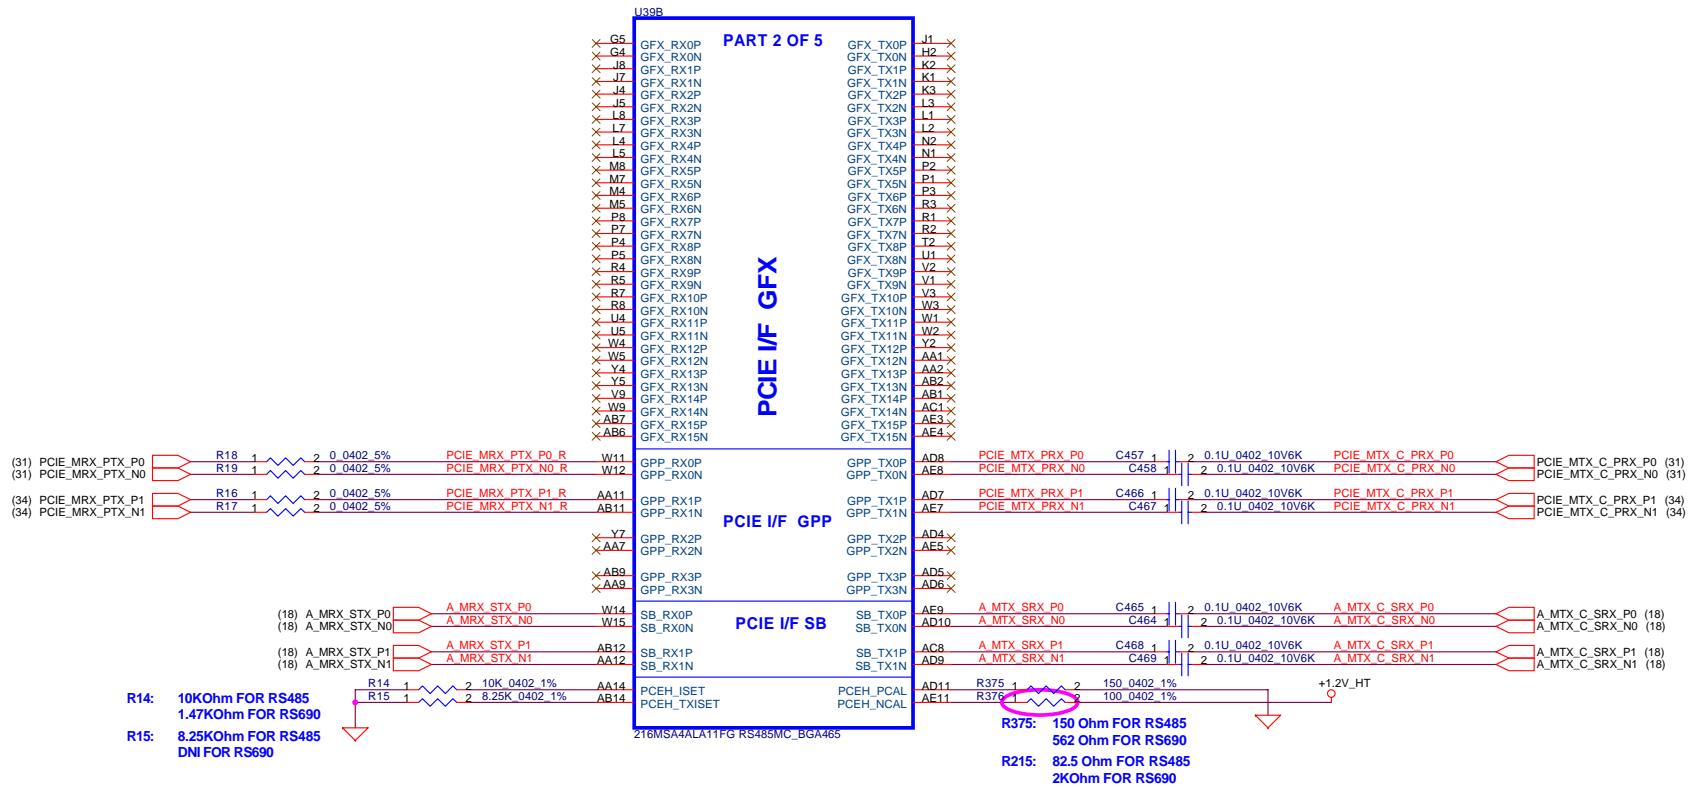 U39B
PART 2 OF 5
G5 GFX_RX0P GFX_TX0P J1
G4 GFX_RX0N GFX_TX0N H2
J8 GFX_RX1P GFX_TX1P K2
J7 GFX_RX1N GFX_TX1N K1
J4 GFX_RX2P GFX_TX2P K3
J5 GFX_RX2N GFX_TX2N L3
L8 GFX_RX3P GFX_TX3P L1
L7 GFX_RX3N GFX_TX3N L2
L4 GFX_RX4P GFX_TX4P N2
L5 GFX_RX4N GFX_TX4N N1
M8 GFX_RX5P GFX_TX5P P2
M7 GFX_RX5N GFX_TX5N P1
M4 GFX_RX6P GFX_TX6P P3
M5 GFX_RX6N GFX_TX6N R3
P8 GFX_RX7P GFX_TX7P R1
P7 GFX_RX7N GFX_TX7N R2
P4 GFX_RX8P GFX_TX8P T2
P5 GFX_RX8N GFX_TX8N U1
R4 GFX_RX9P GFX_TX9P V2
R5 GFX_RX9N GFX_TX9N V1
R7 GFX_RX10P GFX_TX10P V3
R8 GFX_RX10N GFX_TX10N W3
U4 GFX_RX11P GFX_TX11P W1
U5 GFX_RX11N GFX_TX11N W2
W4 GFX_RX12P GFX_TX12P Y2
W5 GFX_RX12N GFX_TX12N AA1
Y4 GFX_RX13P GFX_TX13P AA2
Y5 GFX_RX13N GFX_TX13N AB2
V9 GFX_RX14P GFX_TX14P AB1
W9 GFX_RX14N GFX_TX14N AC1
AB7 GFX_RX15P GFX_TX15P AE3
AB6 GFX_RX15N GFX_TX15N AE4
PCIE I/F GFX
(31) PCIE_MRX_PTX_P0 R18 1 2 0_0402_5% PCIE_MRX_PTX_P0_R W11 GPP_RX0P GPP_TX0P AD8 PCIE_MTX_PRX_P0 C457 1 2 0.1U_0402_10V6K PCIE_MTX_C_PRX_P0 PCIE_MTX_C_PRX_P0 (31)
(31) PCIE_MRX_PTX_N0 R19 1 2 0_0402_5% PCIE_MRX_PTX_N0_R W12 GPP_RX0N GPP_TX0N AE8 PCIE_MTX_PRX_N0 C458 1 2 0.1U_0402_10V6K PCIE_MTX_C_PRX_N0 PCIE_MTX_C_PRX_N0 (31)
(34) PCIE_MRX_PTX_P1 R16 1 2 0_0402_5% PCIE_MRX_PTX_P1_R AA11 GPP_RX1P GPP_TX1P AD7 PCIE_MTX_PRX_P1 C466 1 2 0.1U_0402_10V6K PCIE_MTX_C_PRX_P1 PCIE_MTX_C_PRX_P1 (34)
(34) PCIE_MRX_PTX_N1 R17 1 2 0_0402_5% PCIE_MRX_PTX_N1_R AB11 GPP_RX1N GPP_TX1N AE7 PCIE_MTX_PRX_N1 C467 1 2 0.1U_0402_10V6K PCIE_MTX_C_PRX_N1 PCIE_MTX_C_PRX_N1 (34)
PCIE I/F GPP
Y7 GPP_RX2P GPP_TX2P AD4
AA7 GPP_RX2N GPP_TX2N AE5
AB9 GPP_RX3P GPP_TX3P AD5
AA9 GPP_RX3N GPP_TX3N AD6
(18) A_MRX_STX_P0 A_MRX_STX_P0 W14 SB_RX0P SB_TX0P AE9 A_MTX_SRX_P0 C465 1 2 0.1U_0402_10V6K A_MTX_C_SRX_P0 A_MTX_C_SRX_P0 (18)
(18) A_MRX_STX_N0 A_MRX_STX_N0 W15 SB_RX0N SB_TX0N AD10 A_MTX_SRX_N0 C464 1 2 0.1U_0402_10V6K A_MTX_C_SRX_N0 A_MTX_C_SRX_N0 (18)
PCIE I/F SB
(18) A_MRX_STX_P1 A_MRX_STX_P1 AB12 SB_RX1P SB_TX1P AC8 A_MTX_SRX_P1 C468 1 2 0.1U_0402_10V6K A_MTX_C_SRX_P1 A_MTX_C_SRX_P1 (18)
(18) A_MRX_STX_N1 A_MRX_STX_N1 AA12 SB_RX1N SB_TX1N AD9 A_MTX_SRX_N1 C469 1 2 0.1U_0402_10V6K A_MTX_C_SRX_N1 A_MTX_C_SRX_N1 (18)
R14 1 2 10K_0402_1% AA14 PCEH_ISET PCEH_PCAL AD11 R375 1 2 150_0402_1% +1.2V_HT
R15 1 2 8.25K_0402_1% AB14 PCEH_TXISET PCEH_NCAL AE11 R376 1 2 100_0402_1%
R14: 10KOhm FOR RS485
1.47KOhm FOR RS690
R15: 8.25KOhm FOR RS485
DNI FOR RS690
216MSA4ALA11FG RS485MC_BGA465
R375: 150 Ohm FOR RS485
562 Ohm FOR RS690
R215: 82.5 Ohm FOR RS485
2KOhm FOR RS690